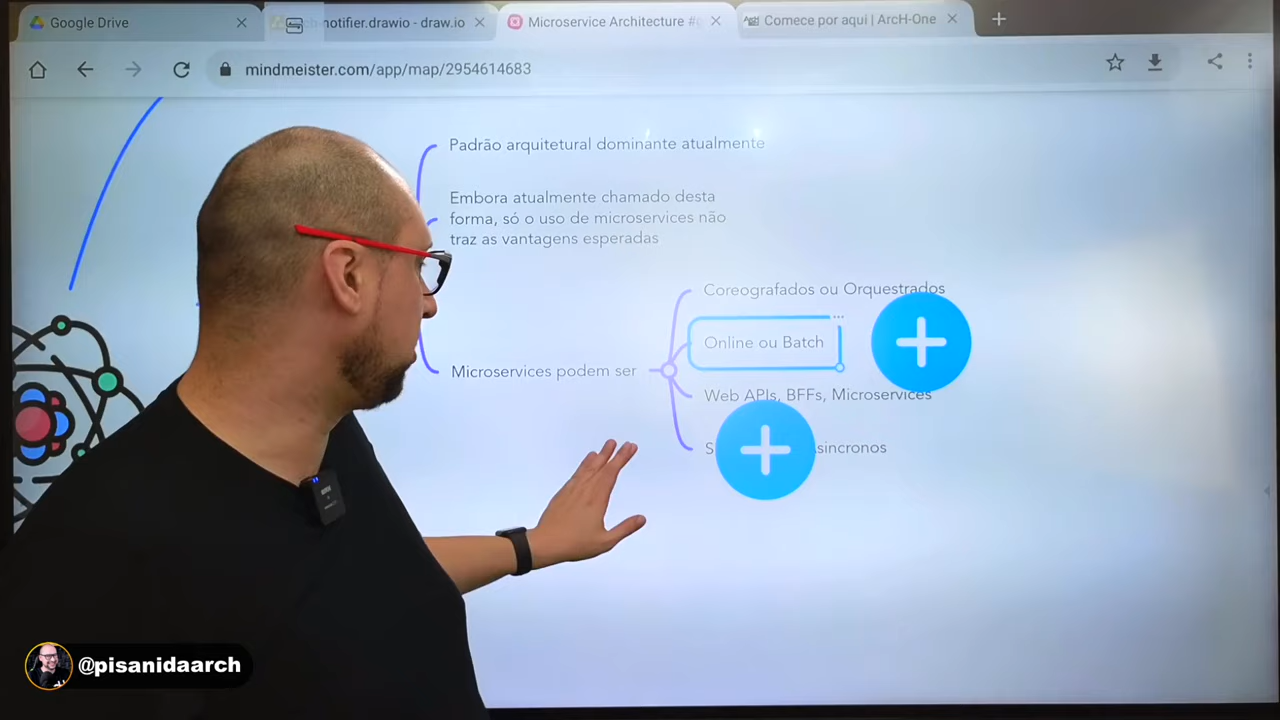 Google Drive
notifier.drawio - draw.io
Microservice Architecture
Comece por aqui | ArcH-One
mindmeister.com/app/map/2954614683
Padrão arquitetural dominante atualmente
Embora atualmente chamado desta
forma, só o uso de microservices não
traz as vantagens esperadas
Coreografados ou Orquestrados
Online ou Batch
Microservices podem ser
Web APIs, BFFs, Microservices
S
síncronos
@pisanidaarch